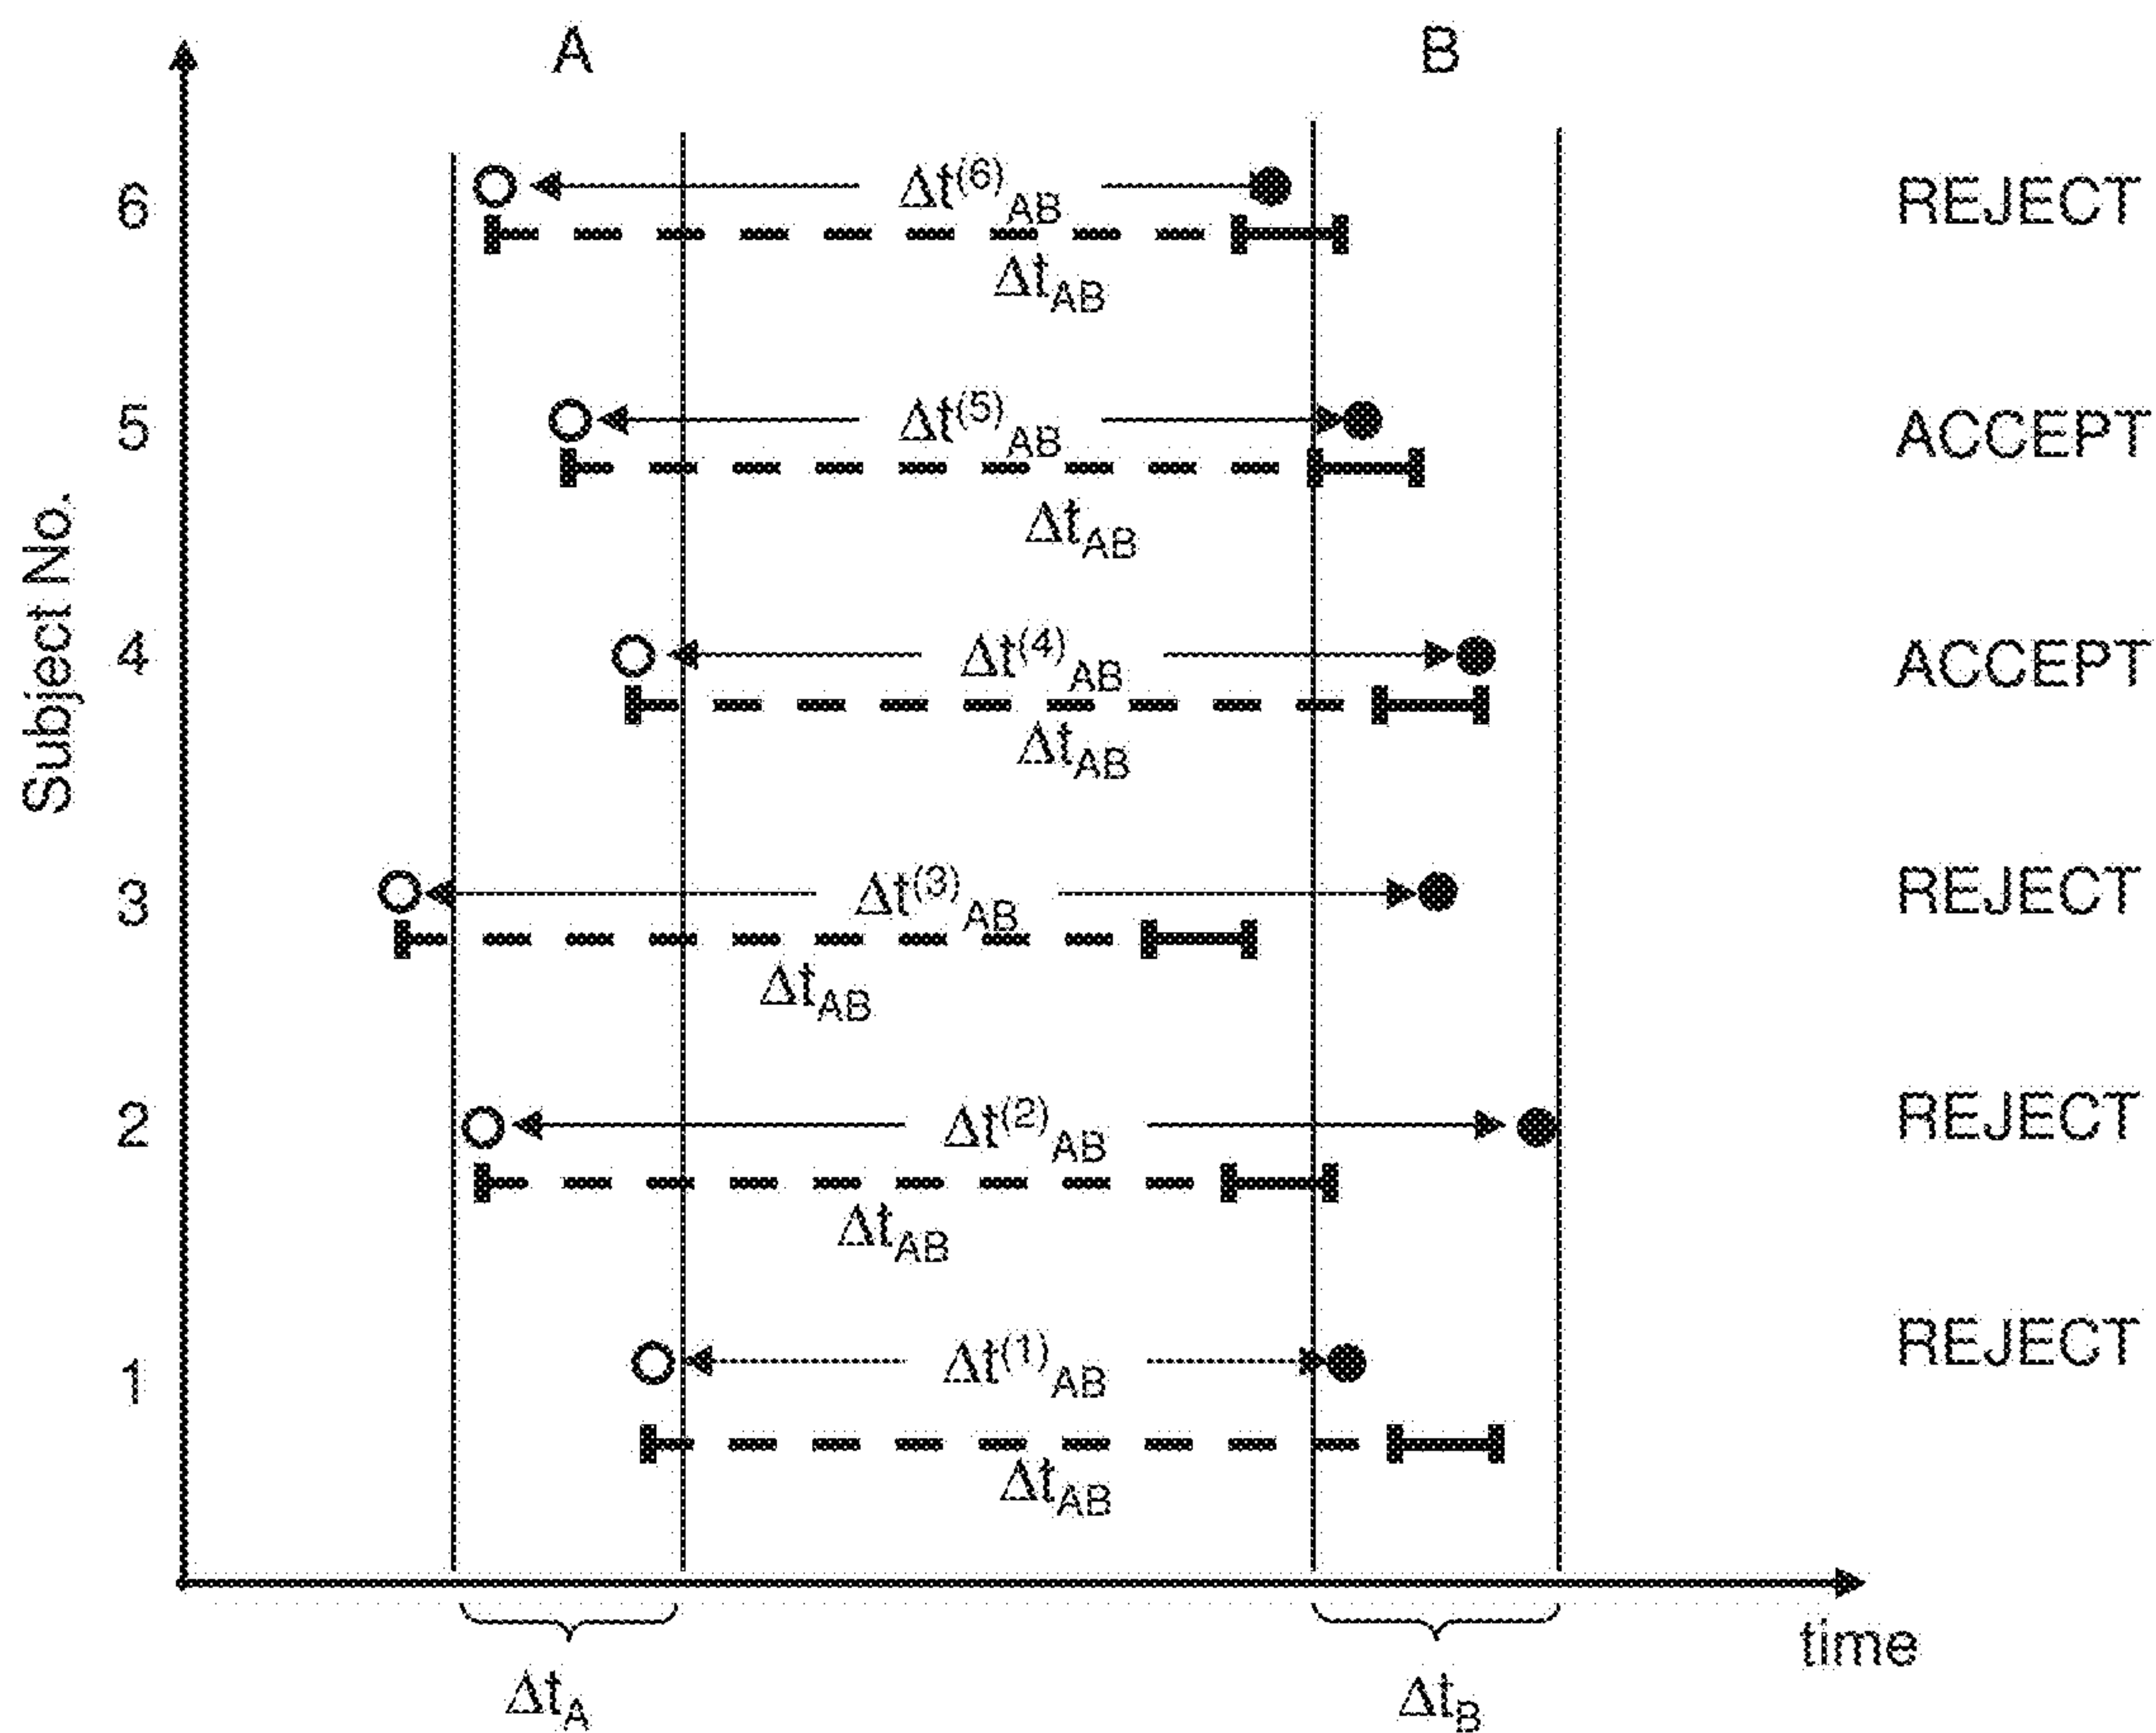 A B
6 Δt(6)AB REJECT
ΔtAB
5 Δt(5)AB ACCEPT
ΔtAB
Subject No.
4 Δt(4)AB ACCEPT
ΔtAB
3 Δt(3)AB REJECT
ΔtAB
2 Δt(2)AB REJECT
ΔtAB
1 Δt(1)AB REJECT
ΔtAB
time
ΔtA ΔtB